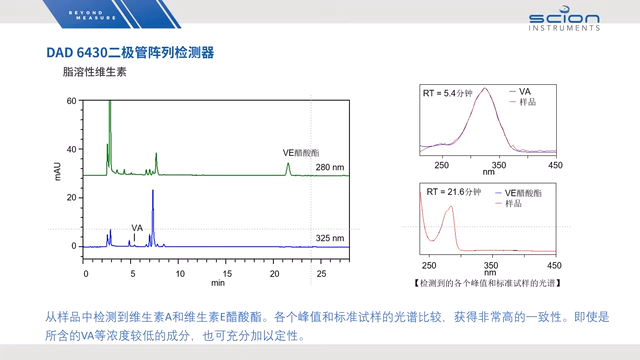 BEYOND
MEASURE
SCION
INSTRUMENTS
DAD 6430二极管阵列检测器
脂溶性维生素
60
40
20
0
mAU
VE醋酸酯
280 nm
VA
325 nm
0 5 10 15 20 25
min
RT = 5.4分钟
VA
样品
250 350 450
nm
RT = 21.6分钟
VE醋酸酯
样品
250 350 450
nm
【检测到的各个峰值和标准试样的光谱】
从样品中检测到维生素A和维生素E醋酸酯。各个峰值和标准试样的光谱比较，获得非常高的一致性。即使是
所含的VA等浓度较低的成分，也可充分加以定性。